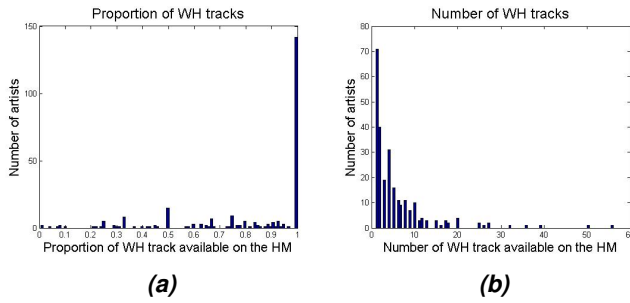 Proportion of WH tracks
150
100
50
0
Number of artists
0 0.1 0.2 0.3 0.4 0.5 0.6 0.7 0.8 0.9 1
Proportion of WH track available on the HM
(a)
Number of WH tracks
80
70
60
50
40
30
20
10
0
Number of artists
0 10 20 30 40 50
Number of WH track available on the HM
(b)